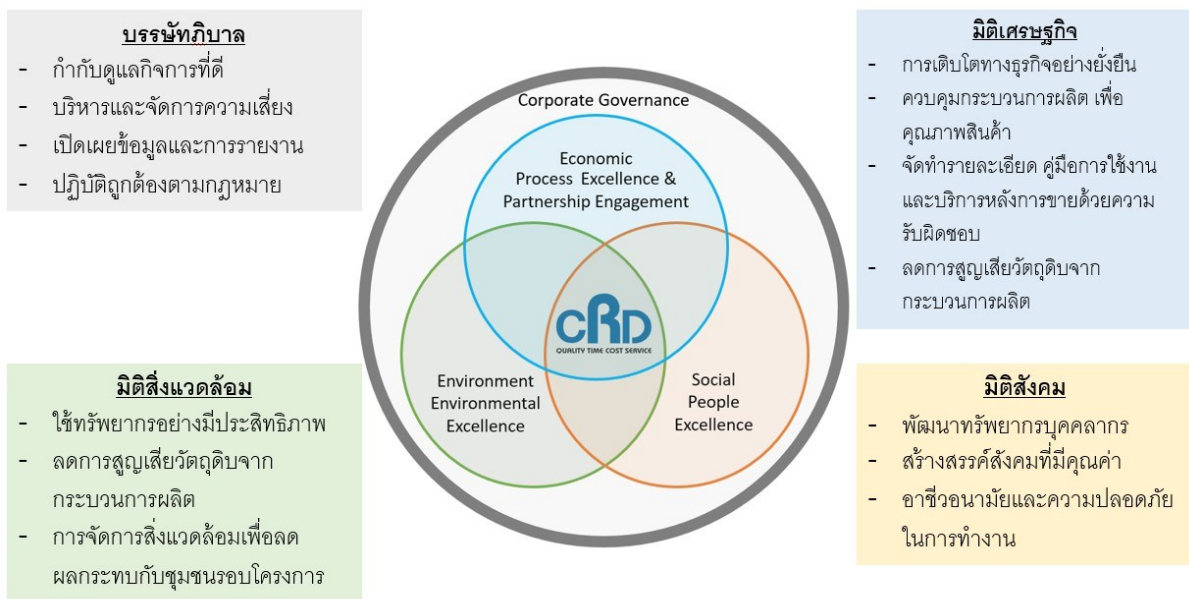 บรรษัทภิบาล
- กำกับดูแลกิจการที่ดี
- บริหารและจัดการความเสี่ยง
- เปิดเผยข้อมูลและการรายงาน
- ปฏิบัติถูกต้องตามกฎหมาย
มิติเศรษฐกิจ
- การเติบโตทางธุรกิจอย่างยั่งยืน
- ควบคุมกระบวนการผลิต เพื่อ
คุณภาพสินค้า
- จัดทำรายละเอียด คู่มือการใช้งาน
และบริการหลังการขายด้วยความ
รับผิดชอบ
- ลดการสูญเสียวัตถุดิบจาก
กระบวนการผลิต
Corporate Governance
Economic
Process Excellence &
Partnership Engagement
CRD
QUALITY TIME COST SERVICE
Environment
Environmental
Excellence
Social
People
Excellence
มิติสิ่งแวดล้อม
- ใช้ทรัพยากรอย่างมีประสิทธิภาพ
- ลดการสูญเสียวัตถุดิบจาก
กระบวนการผลิต
- การจัดการสิ่งแวดล้อมเพื่อลด
ผลกระทบกับชุมชนรอบโครงการ
มิติสังคม
- พัฒนาทรัพยากรบุคคลากร
- สร้างสรรค์สังคมที่มีคุณค่า
- อาชีวอนามัยและความปลอดภัย
ในการทำงาน